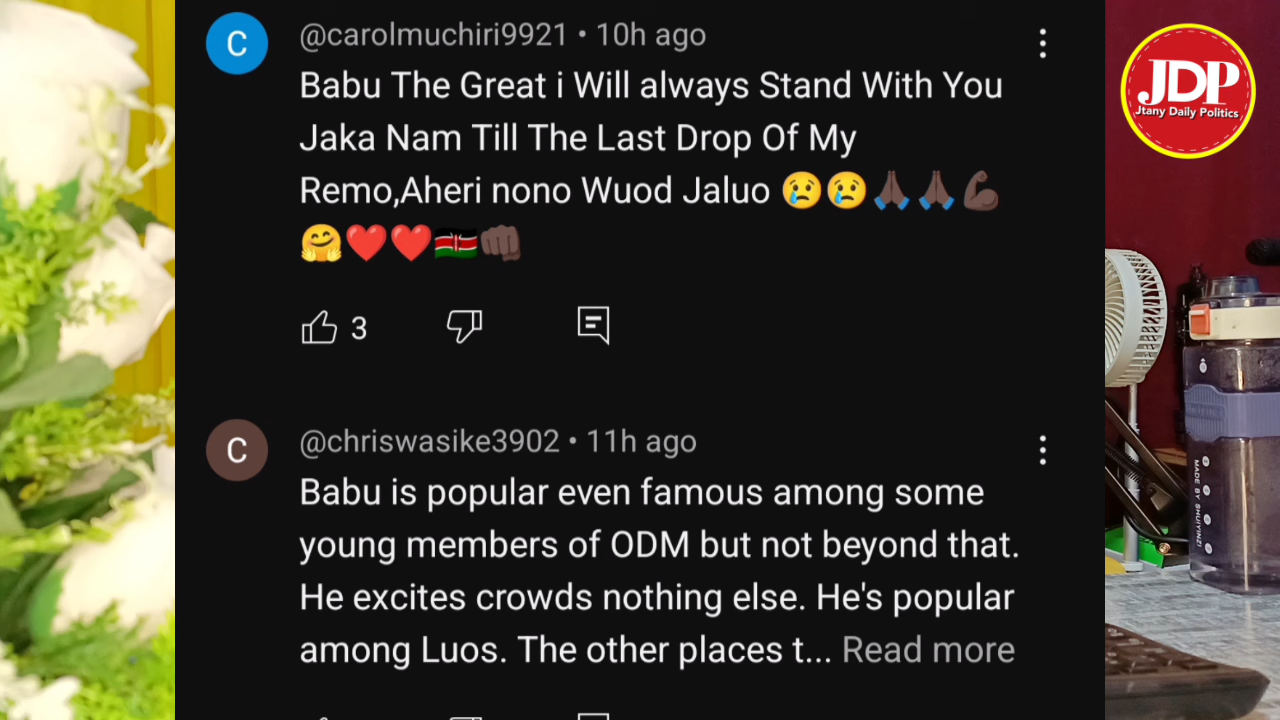 C
@carolmuchiri9921 • 10h ago
Babu The Great i Will always Stand With You
Jaka Nam Till The Last Drop Of My
Remo,Aheri nono Wuod Jaluo 😢😢🙏🏿🙏🏿💪🏿
🤗❤️❤️🇰🇪👊🏿
3
C
@chriswasike3902 • 11h ago
Babu is popular even famous among some
young members of ODM but not beyond that.
He excites crowds nothing else. He's popular
among Luos. The other places t... Read more
JDP
Jtany Daily Politics
MADE BY SHUIYINZI